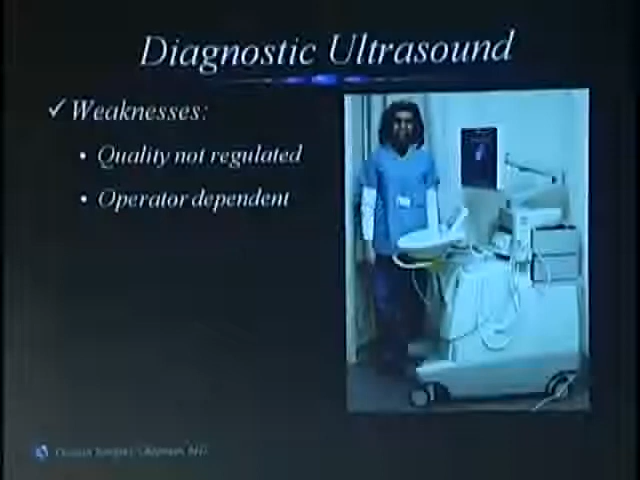 Diagnostic Ultrasound
✓ Weaknesses:
• Quality not regulated
• Operator dependent